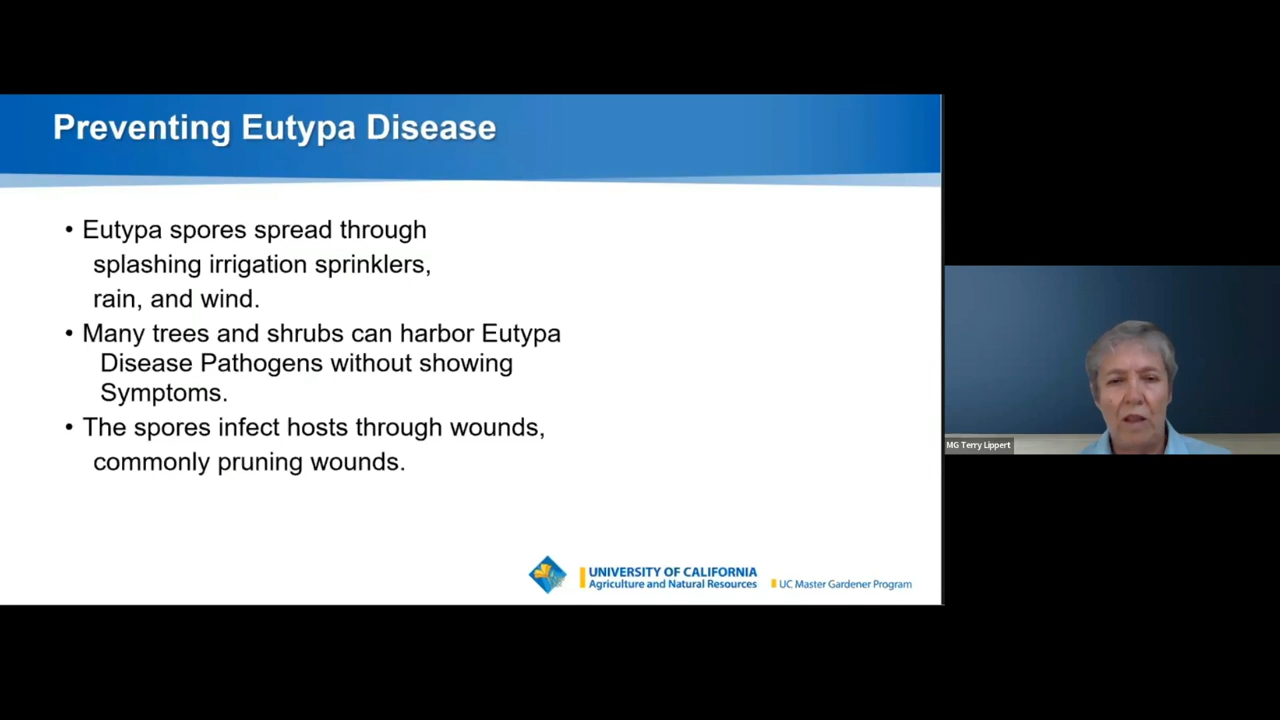 Preventing Eutypa Disease
• Eutypa spores spread through
splashing irrigation sprinklers,
rain, and wind.
• Many trees and shrubs can harbor Eutypa
Disease Pathogens without showing
Symptoms.
• The spores infect hosts through wounds,
commonly pruning wounds.
MG Terry Lippert
UNIVERSITY OF CALIFORNIA
Agriculture and Natural Resources
UC Master Gardener Program